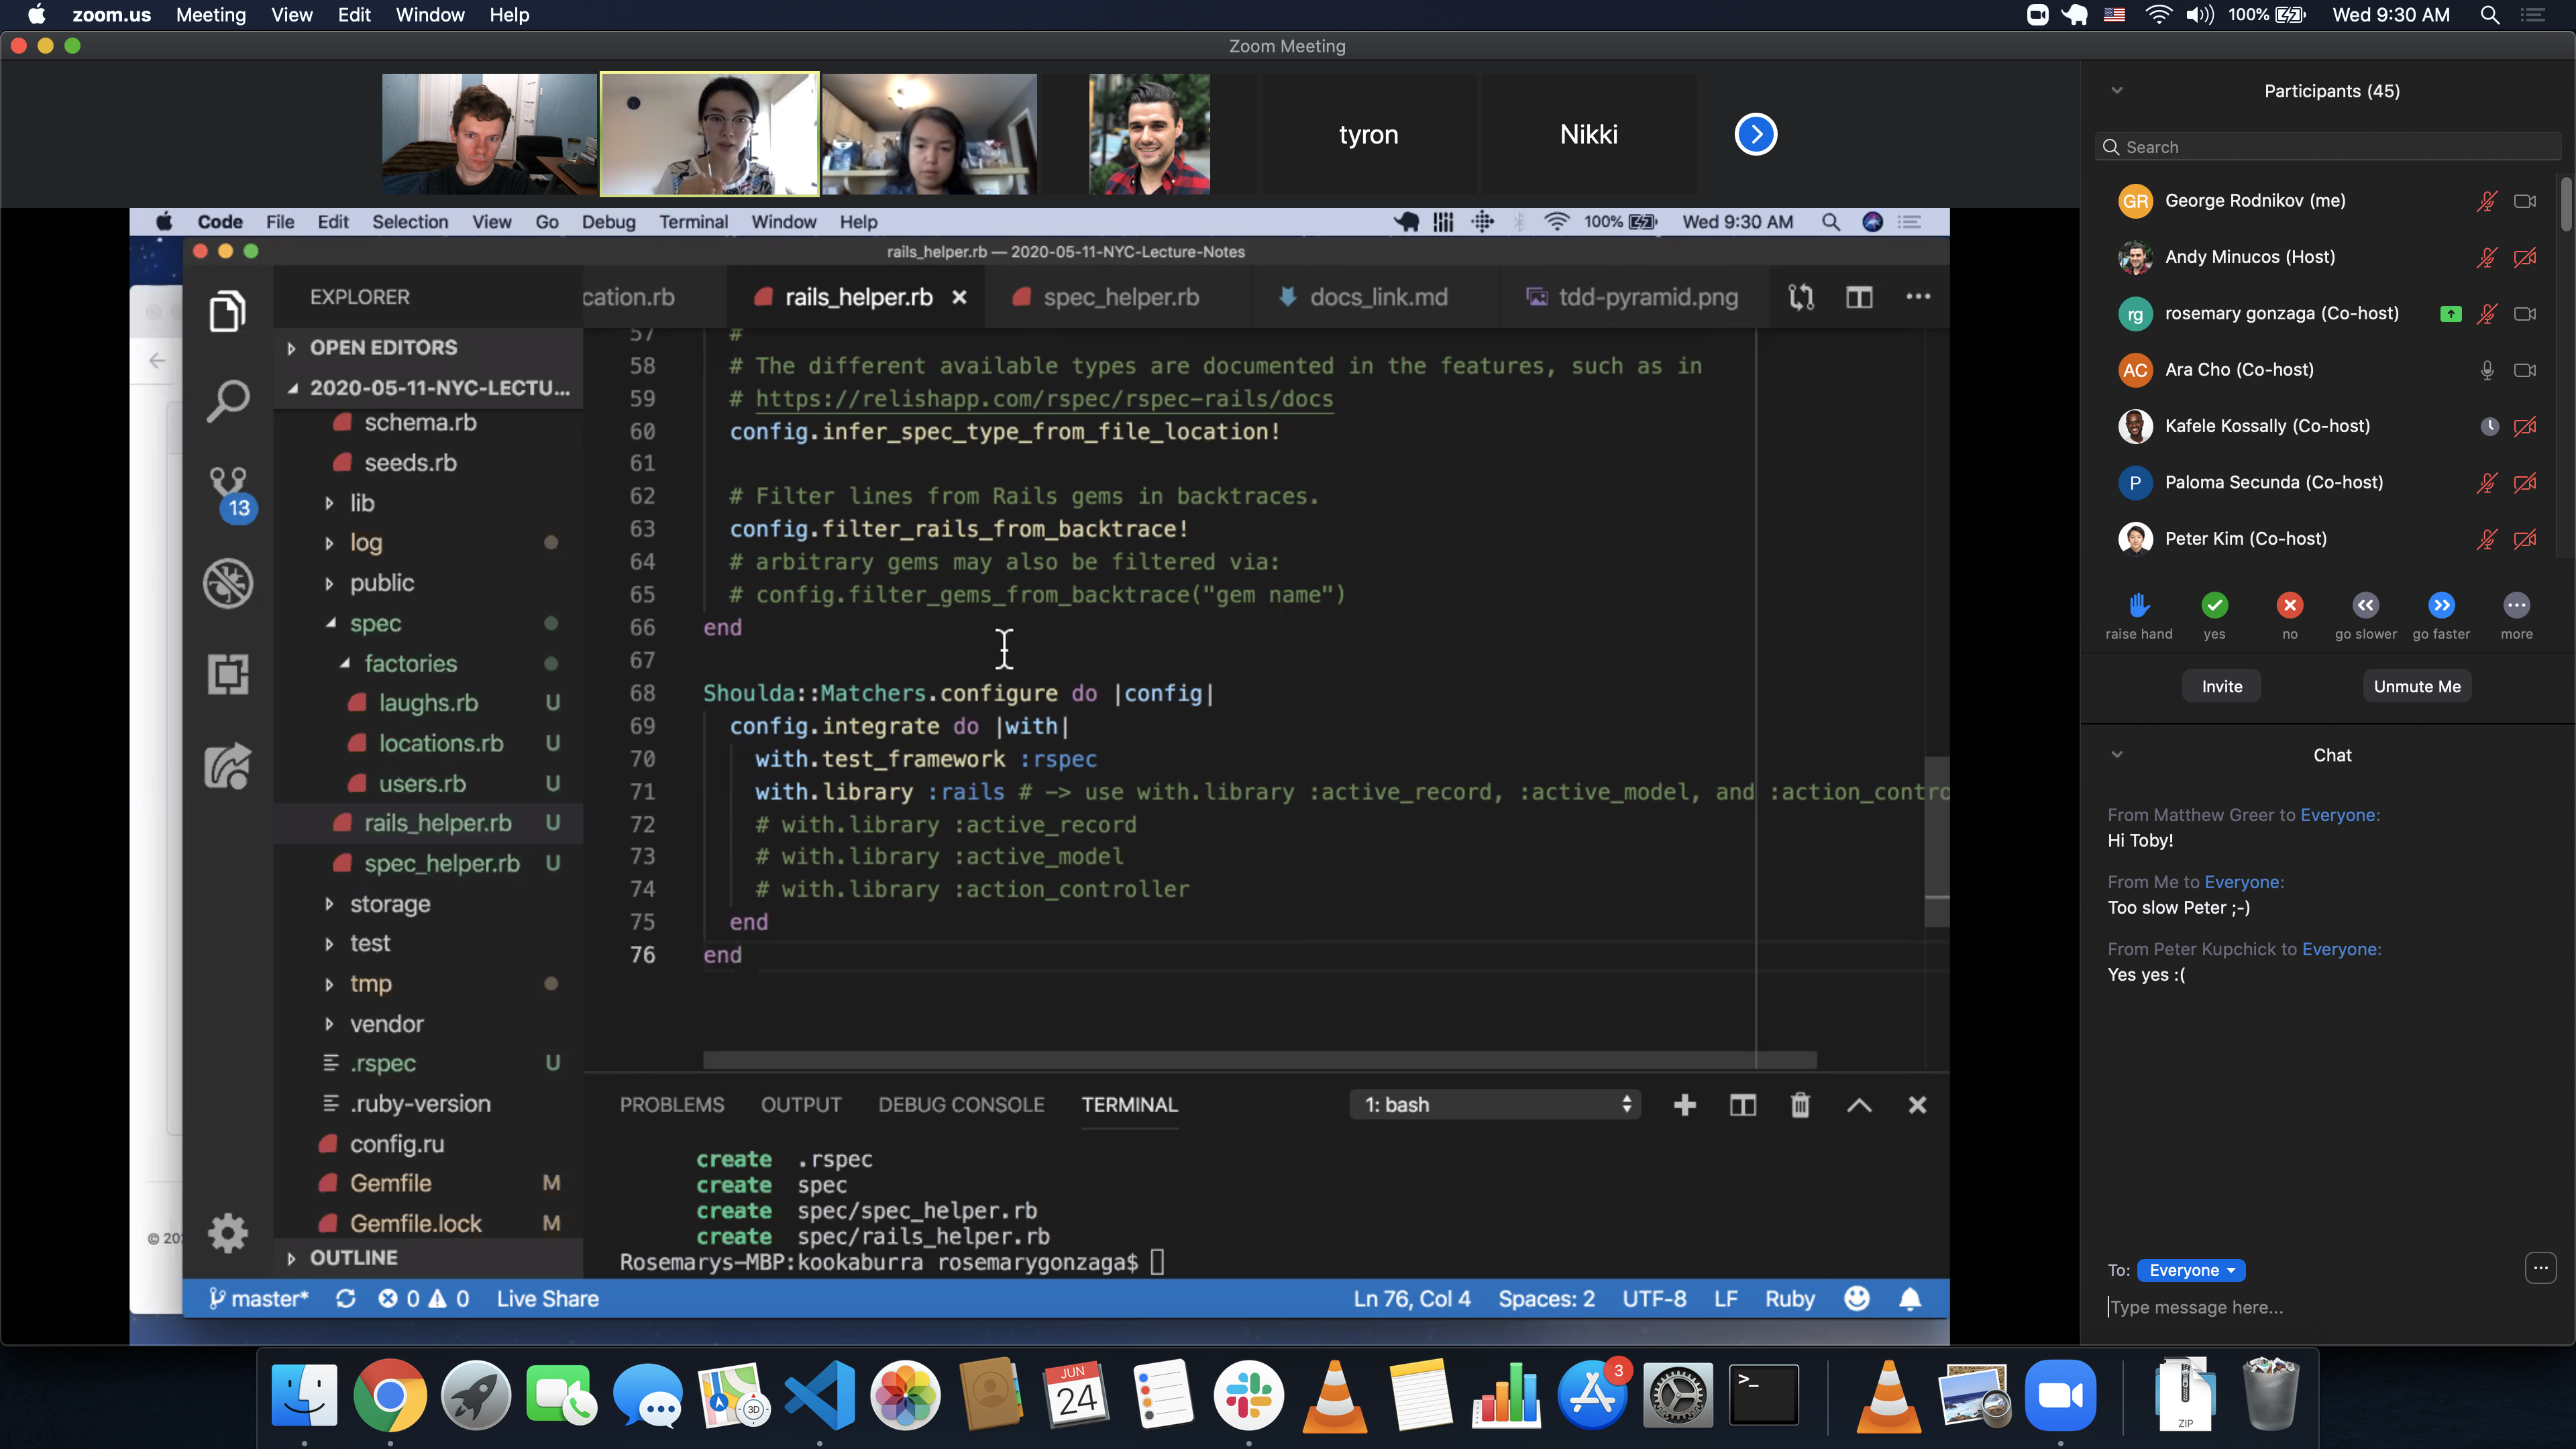 zoom.us Meeting View Edit Window Help
100% Wed 9:30 AM
Zoom Meeting
tyron
Nikki
Code File Edit Selection View Go Debug Terminal Window Help
100% Wed 9:30 AM
rails_helper.rb — 2020-05-11-NYC-Lecture-Notes
EXPLORER
OPEN EDITORS
2020-05-11-NYC-LECTU...
schema.rb
seeds.rb
lib
log
public
spec
factories
laughs.rb U
locations.rb U
users.rb U
rails_helper.rb U
spec_helper.rb U
storage
test
tmp
vendor
.rspec U
.ruby-version
config.ru
Gemfile M
Gemfile.lock M
OUTLINE
13
© 20
cation.rb rails_helper.rb spec_helper.rb docs_link.md tdd-pyramid.png
57 #
58 # The different available types are documented in the features, such as in
59 # https://relishapp.com/rspec/rspec-rails/docs
60 config.infer_spec_type_from_file_location!
61
62 # Filter lines from Rails gems in backtraces.
63 config.filter_rails_from_backtrace!
64 # arbitrary gems may also be filtered via:
65 # config.filter_gems_from_backtrace("gem name")
66 end
67
68 Shoulda::Matchers.configure do |config|
69 config.integrate do |with|
70 with.test_framework :rspec
71 with.library :rails # -> use with.library :active_record, :active_model, and :action_contro
72 # with.library :active_record
73 # with.library :active_model
74 # with.library :action_controller
75 end
76 end
PROBLEMS OUTPUT DEBUG CONSOLE TERMINAL 1: bash
create .rspec
create spec
create spec/spec_helper.rb
create spec/rails_helper.rb
Rosemarys-MBP:kookaburra rosemarygonzaga$
master* 0 0 Live Share Ln 76, Col 4 Spaces: 2 UTF-8 LF Ruby
Participants (45)
Search
GR George Rodnikov (me)
Andy Minucos (Host)
rg rosemary gonzaga (Co-host)
AC Ara Cho (Co-host)
Kafele Kossally (Co-host)
P Paloma Secunda (Co-host)
Peter Kim (Co-host)
raise hand yes no go slower go faster more
Invite Unmute Me
Chat
From Matthew Greer to Everyone:
Hi Toby!
From Me to Everyone:
Too slow Peter ;-)
From Peter Kupchick to Everyone:
Yes yes :(
To: Everyone
Type message here...
3D
JUN
24
3
>_
ZIP